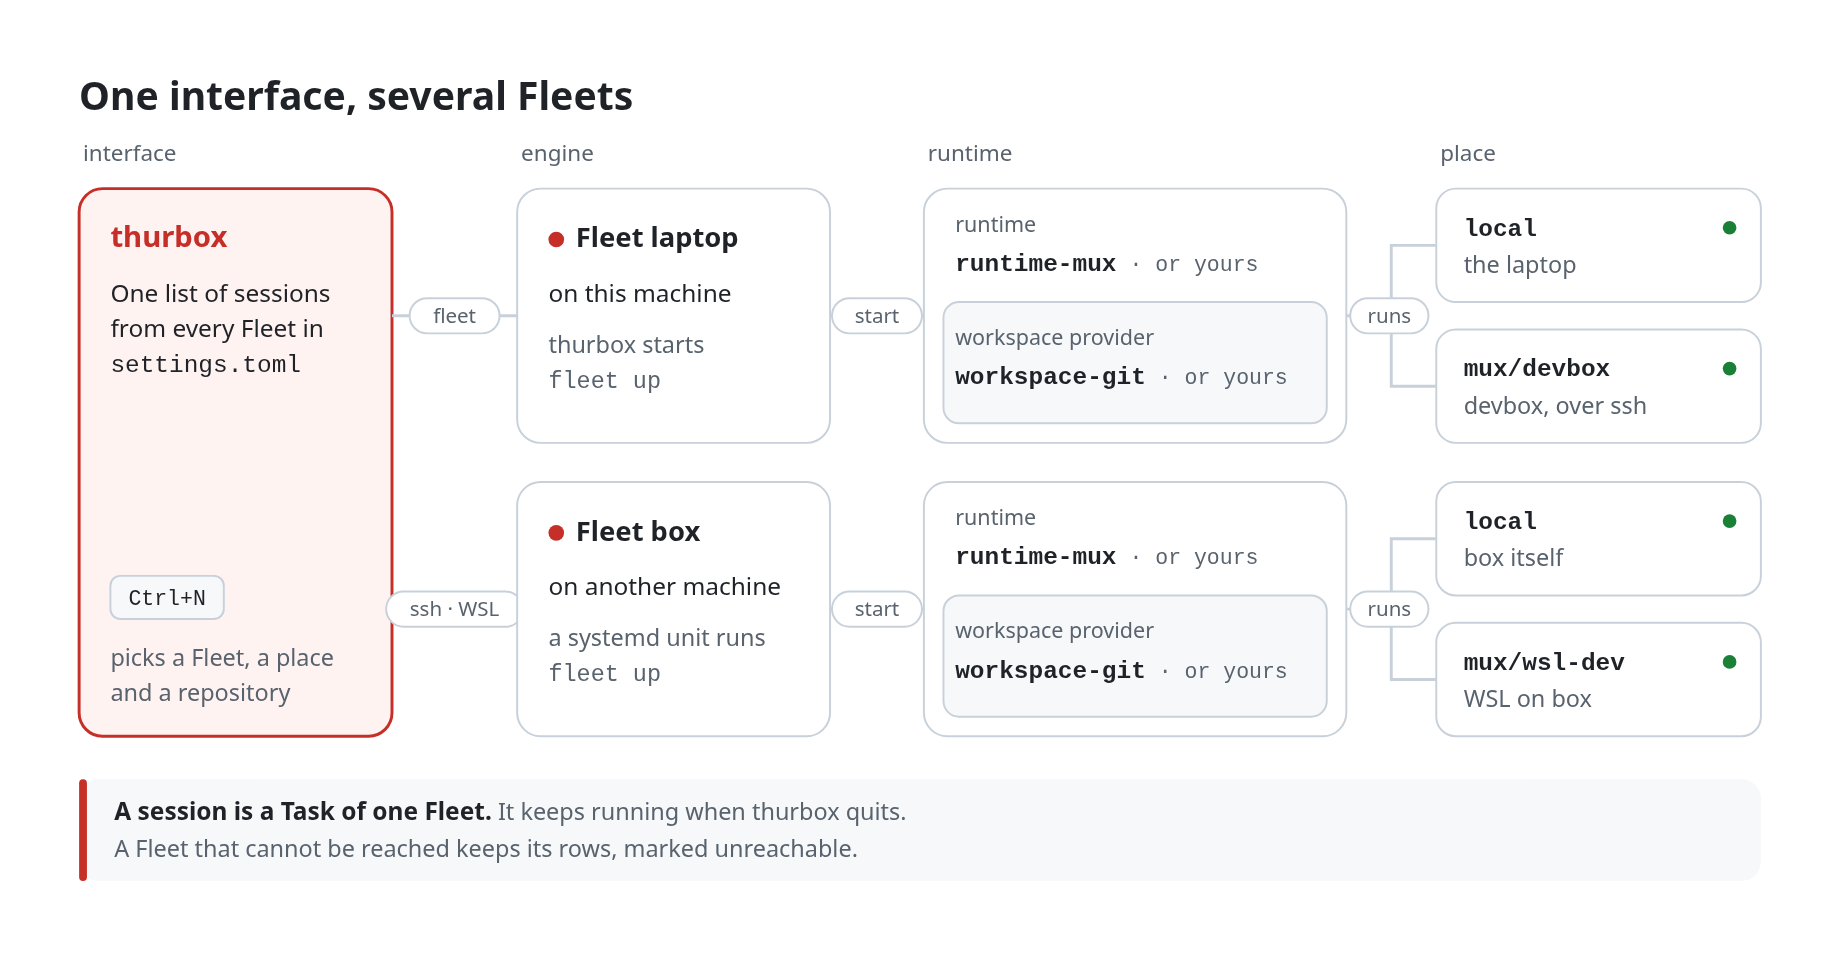 One interface, several Fleets
interface
engine
runtime
place
thurbox
One list of sessions
from every Fleet in
settings.toml
Ctrl+N
picks a Fleet, a place
and a repository
fleet
ssh · WSL
Fleet laptop
on this machine
thurbox starts
fleet up
start
runtime
runtime-mux · or yours
workspace provider
workspace-git · or yours
runs
local
the laptop
mux/devbox
devbox, over ssh
Fleet box
on another machine
a systemd unit runs
fleet up
start
runtime
runtime-mux · or yours
workspace provider
workspace-git · or yours
runs
local
box itself
mux/wsl-dev
WSL on box
A session is a Task of one Fleet. It keeps running when thurbox quits.
A Fleet that cannot be reached keeps its rows, marked unreachable.